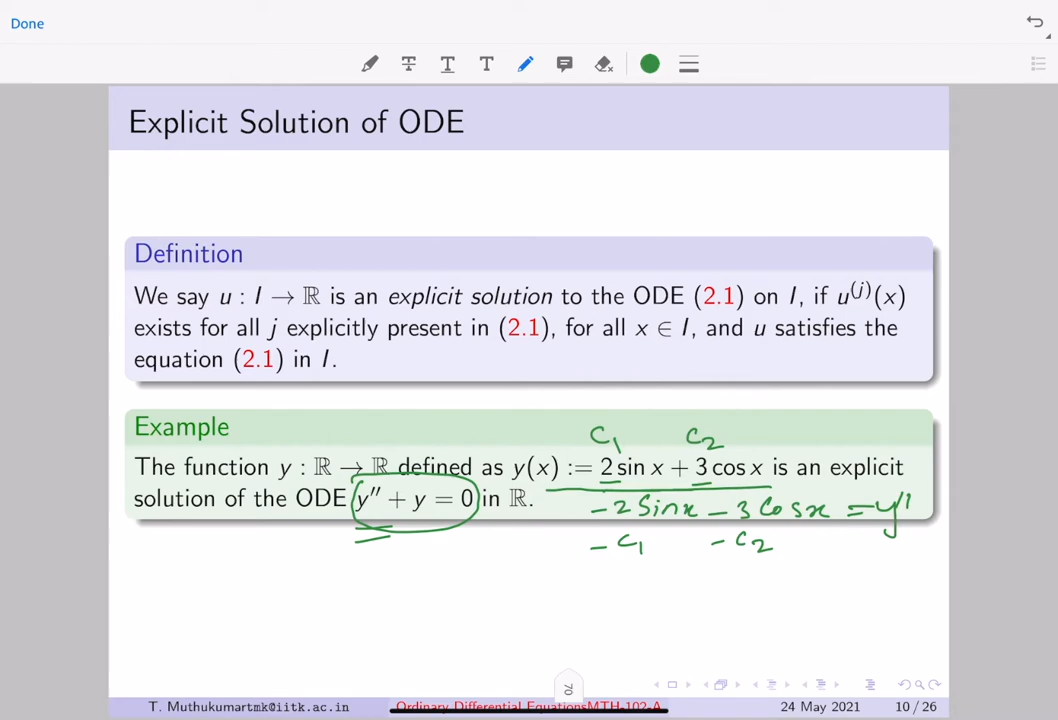 Done
Explicit Solution of ODE
Definition
We say u : I → ℝ is an explicit solution to the ODE (2.1) on I, if u^(j)(x)
exists for all j explicitly present in (2.1), for all x ∈ I, and u satisfies the
equation (2.1) in I.
Example
C₁ C₂
The function y : ℝ → ℝ defined as y(x) := 2 sin x + 3 cos x is an explicit
solution of the ODE y″ + y = 0 in ℝ.
-2 Sinx - 3 Cosx = y'
-C₁ -C₂
70
T. Muthukumartmk@iitk.ac.in Ordinary Differential EquationsMTH-102-A 24 May 2021 10 / 26